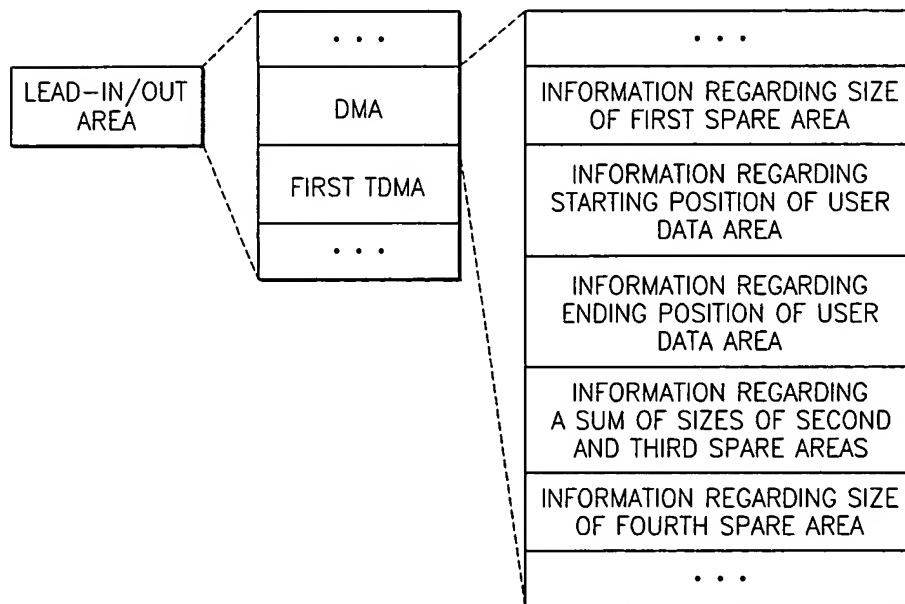 LEAD-IN/OUT
AREA
. . .
DMA
FIRST TDMA
. . .
. . .
INFORMATION REGARDING SIZE
OF FIRST SPARE AREA
INFORMATION REGARDING
STARTING POSITION OF USER
DATA AREA
INFORMATION REGARDING
ENDING POSITION OF USER
DATA AREA
INFORMATION REGARDING
A SUM OF SIZES OF SECOND
AND THIRD SPARE AREAS
INFORMATION REGARDING SIZE
OF FOURTH SPARE AREA
. . .